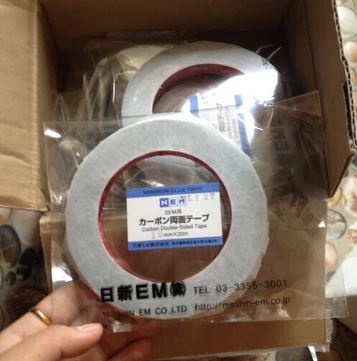 NISSHIN EM Co.Ltd.TOKYO
NEM
SEM用
カーボン両面テープ
Carbon Double-Sided Tape
12mm×20m
日新EM株式会社
日新EM㈱ TEL 03-3355-3001
NISSHIN EM CO.LTD http://nisshin-em.co.jp